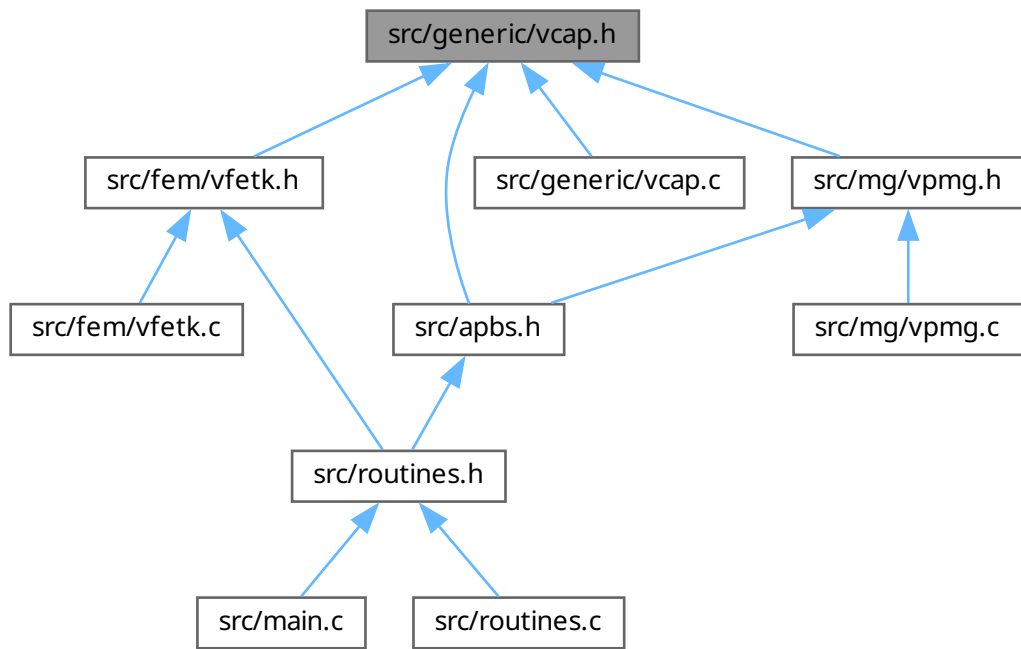 src/generic/vcap.h
src/fem/vfetk.h
src/generic/vcap.c
src/mg/vpmg.h
src/fem/vfetk.c
src/apbs.h
src/mg/vpmg.c
src/routines.h
src/main.c
src/routines.c